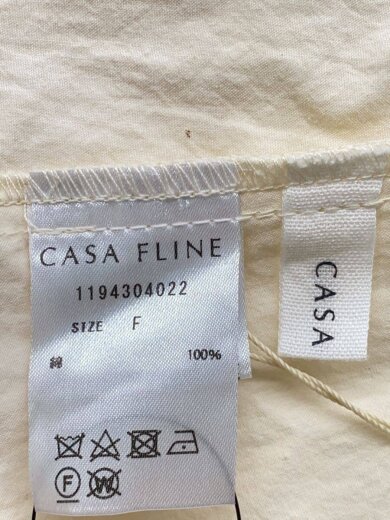 CASA FLINE
1194304022
SIZE F
綿 100%
F W
CASA